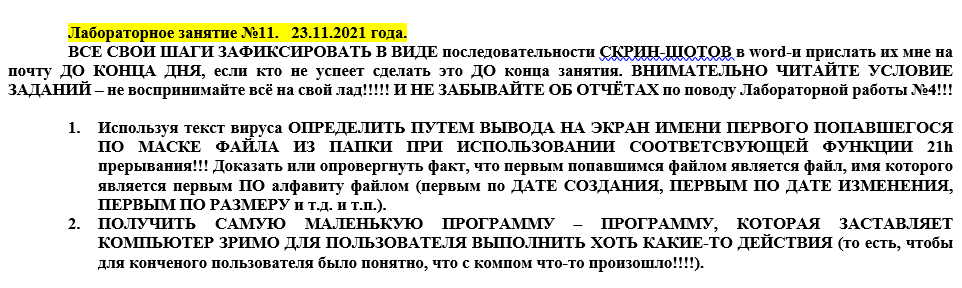 Лабораторное занятие №11.   23.11.2021 года.
ВСЕ СВОИ ШАГИ ЗАФИКСИРОВАТЬ В ВИДЕ последовательности СКРИН-ШОТОВ в word-и прислать их мне на
почту ДО КОНЦА ДНЯ, если кто не успеет сделать это ДО конца занятия. ВНИМАТЕЛЬНО ЧИТАЙТЕ УСЛОВИЕ
ЗАДАНИЙ – не воспринимайте всё на свой лад!!!!! И НЕ ЗАБЫВАЙТЕ ОБ ОТЧЁТАХ по поводу Лабораторной работы №4!!!
1. Используя текст вируса ОПРЕДЕЛИТЬ ПУТЕМ ВЫВОДА НА ЭКРАН ИМЕНИ ПЕРВОГО ПОПАВШЕГОСЯ
ПО МАСКЕ ФАЙЛА ИЗ ПАПКИ ПРИ ИСПОЛЬЗОВАНИИ СООТВЕТСВУЮЩЕЙ ФУНКЦИИ 21h
прерывания!!! Доказать или опровергнуть факт, что первым попавшимся файлом является файл, имя которого
является первым ПО алфавиту файлом (первым по ДАТЕ СОЗДАНИЯ, ПЕРВЫМ ПО ДАТЕ ИЗМЕНЕНИЯ,
ПЕРВЫМ ПО РАЗМЕРУ и т.д. и т.п.).
2. ПОЛУЧИТЬ САМУЮ МАЛЕНЬКУЮ ПРОГРАММУ – ПРОГРАММУ, КОТОРАЯ ЗАСТАВЛЯЕТ
КОМПЬЮТЕР ЗРИМО ДЛЯ ПОЛЬЗОВАТЕЛЯ ВЫПОЛНИТЬ ХОТЬ КАКИЕ-ТО ДЕЙСТВИЯ (то есть, чтобы
для конченого пользователя было понятно, что с компом что-то произошло!!!!).